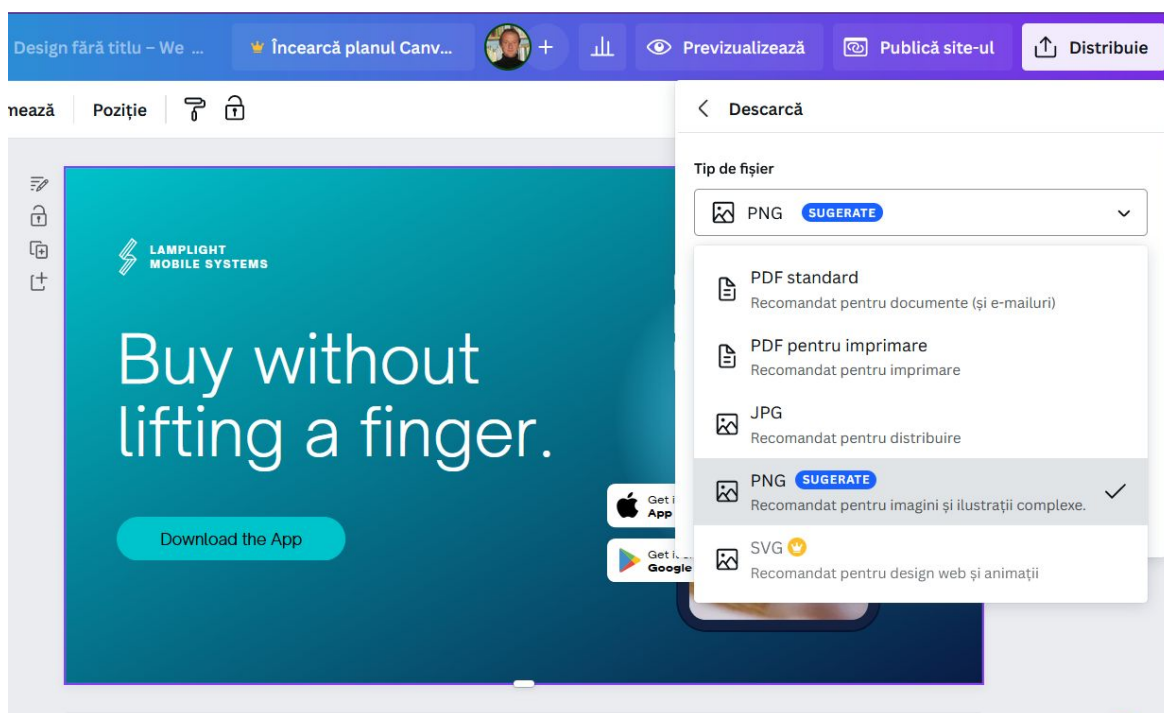 Design fără titlu – We ...
Încearcă planul Canv...
+
Previzualizează
Publică site-ul
Distribuie
mează
Poziție
Descarcă
Tip de fișier
PNG SUGERATE
PDF standard
Recomandat pentru documente (și e-mailuri)
PDF pentru imprimare
Recomandat pentru imprimare
JPG
Recomandat pentru distribuire
PNG SUGERATE
Recomandat pentru imagini și ilustrații complexe.
SVG
Recomandat pentru design web și animații
LAMPLIGHT
MOBILE SYSTEMS
Buy without
lifting a finger.
Download the App
Get i
App
Get i
Google